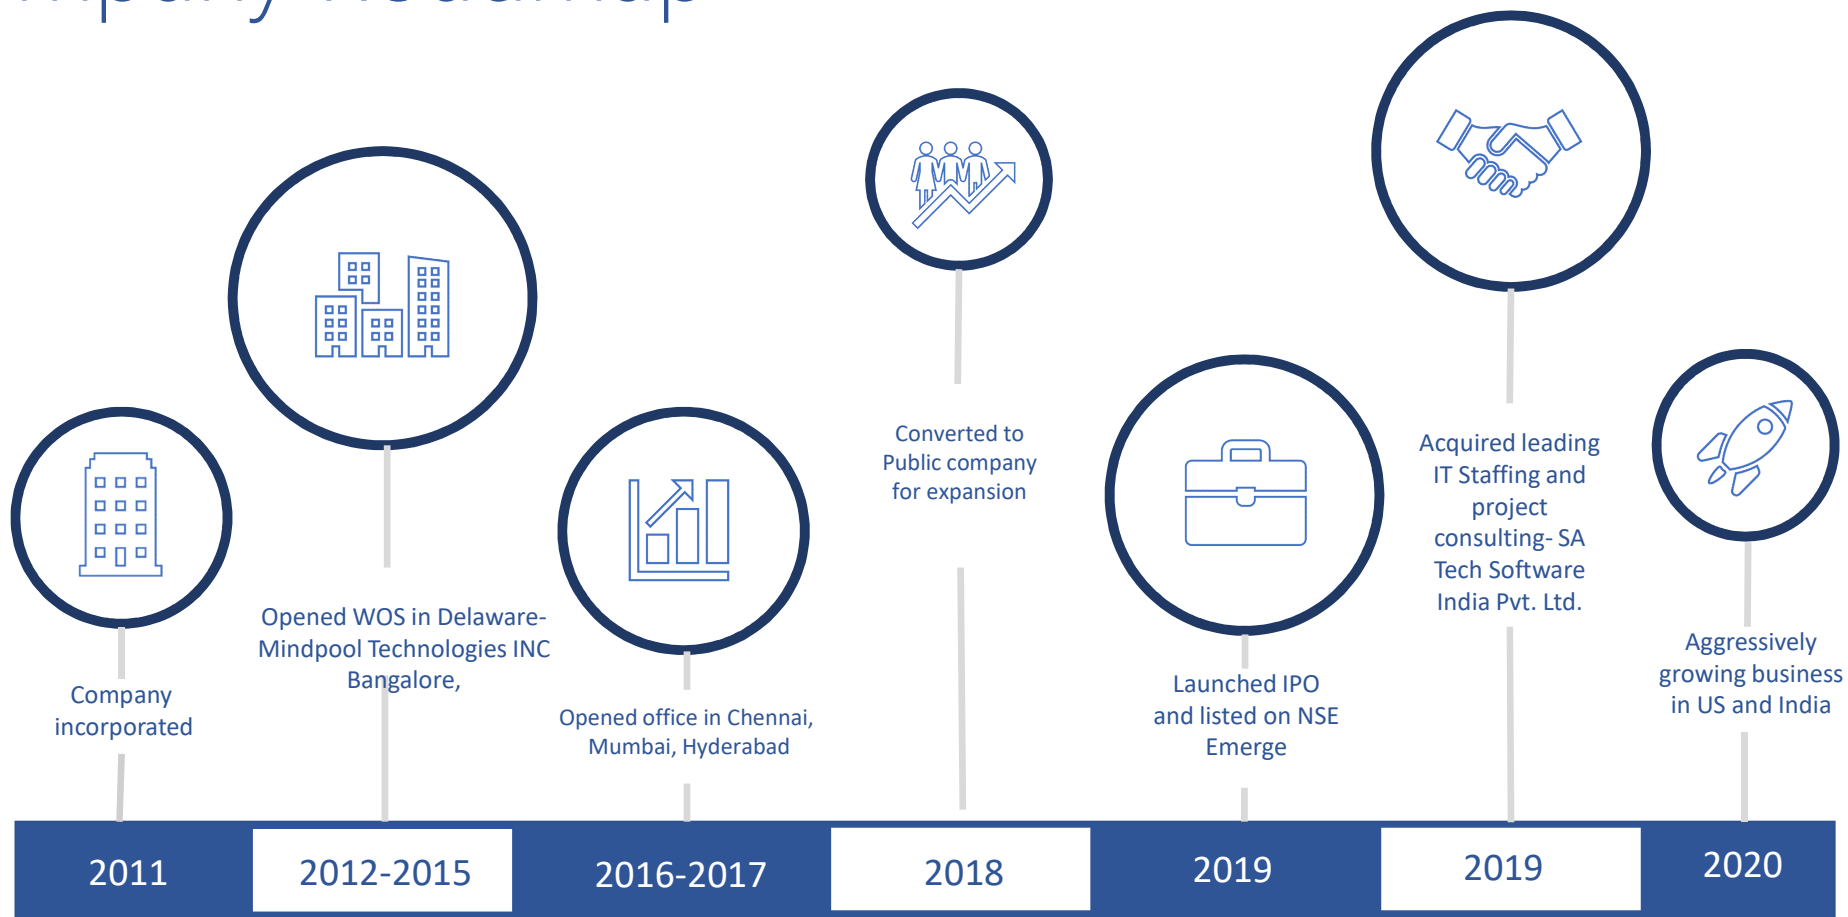 Company
incorporated
Opened WOS in Delaware-
Mindpool Technologies INC
Bangalore,
Opened office in Chennai,
Mumbai, Hyderabad
Converted to
Public company
for expansion
Launched IPO
and listed on NSE
Emerge
Acquired leading
IT Staffing and
project
consulting- SA
Tech Software
India Pvt. Ltd.
Aggressively
growing business
in US and India
2011
2012-2015
2016-2017
2018
2019
2019
2020